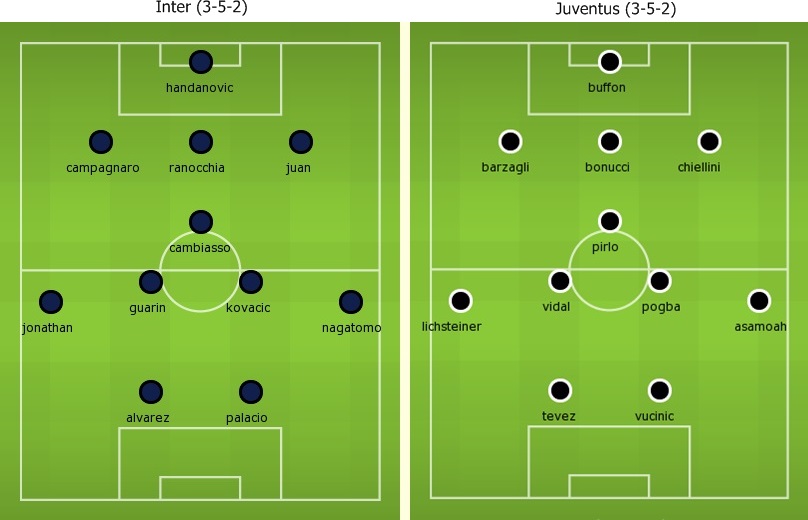 Inter (3-5-2)
handanovic
campagnaro ranocchia juan
cambiasso
guarin kovacic
jonathan nagatomo
alvarez palacio
Juventus (3-5-2)
buffon
barzagli bonucci chiellini
pirlo
vidal pogba
lichsteiner asamoah
tevez vucinic